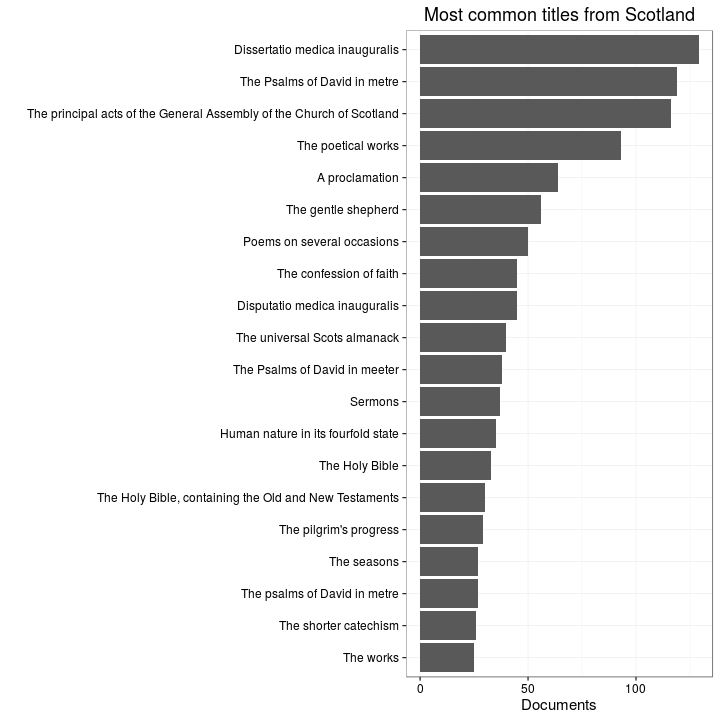 Most common titles from Scotland
Dissertatio medica inauguralis
The Psalms of David in metre
The principal acts of the General Assembly of the Church of Scotland
The poetical works
A proclamation
The gentle shepherd
Poems on several occasions
The confession of faith
Disputatio medica inauguralis
The universal Scots almanack
The Psalms of David in meeter
Sermons
Human nature in its fourfold state
The Holy Bible
The Holy Bible, containing the Old and New Testaments
The pilgrim's progress
The seasons
The psalms of David in metre
The shorter catechism
The works
0 50 100
Documents